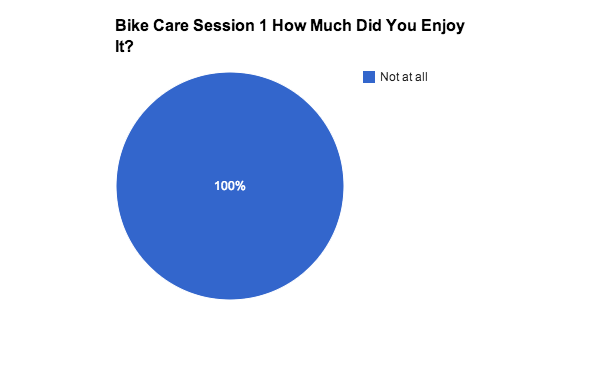 Bike Care Session 1 How Much Did You Enjoy
It?
Not at all
100%